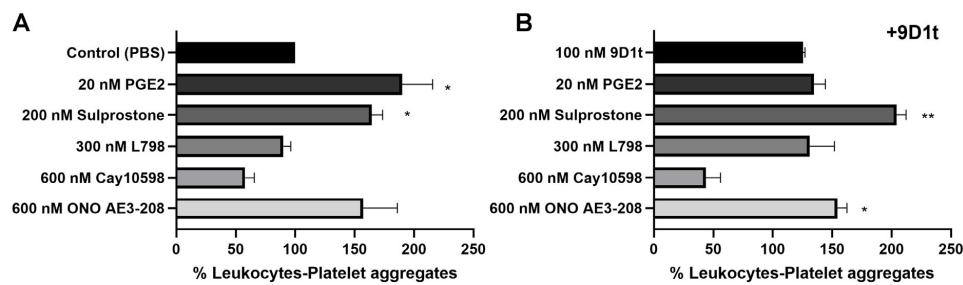 A
Control (PBS)
20 nM PGE2
*
200 nM Sulprostone
*
300 nM L798
600 nM Cay10598
600 nM ONO AE3-208
0 50 100 150 200 250
% Leukocytes-Platelet aggregates
B
+9D1t
100 nM 9D1t
20 nM PGE2
200 nM Sulprostone
**
300 nM L798
600 nM Cay10598
600 nM ONO AE3-208
*
0 50 100 150 200 250
% Leukocytes-Platelet aggregates